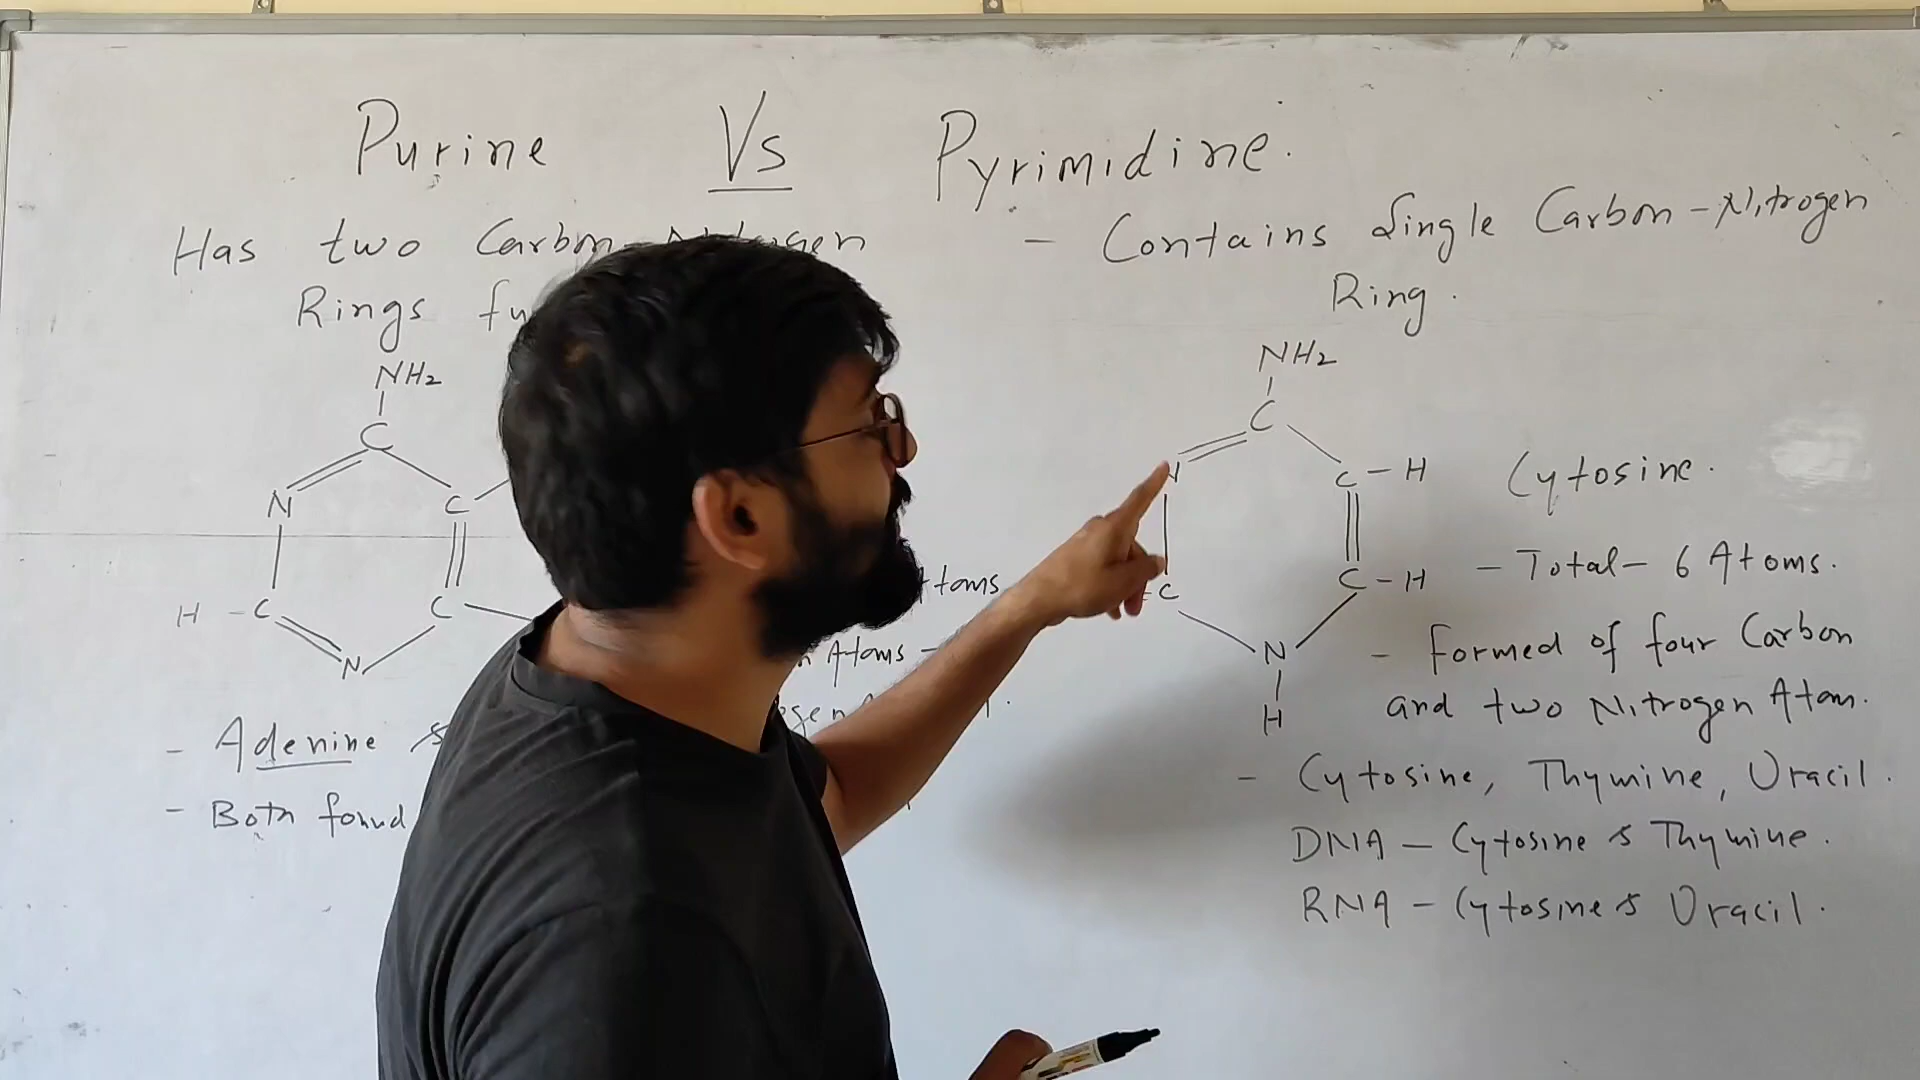 Purine Vs Pyrimidine.
Has two Carbon-Nitrogen
Rings
NH2
C
N
C
H - C
C
N
Atoms
Atoms -
- Adenine &
- Both found
- Contains Single Carbon-Nitrogen
Ring.
NH2
C
N
C - H
C - H
C
N
H
Cytosine.
- Total - 6 Atoms.
- Formed of four Carbon
and two Nitrogen Atom.
- Cytosine, Thymine, Uracil.
DNA - Cytosine & Thymine.
RNA - Cytosine & Uracil.